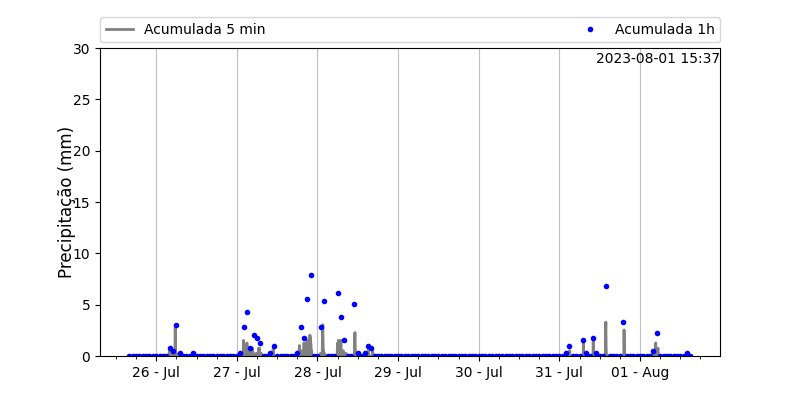 Acumulada 5 min
Acumulada 1h
2023-08-01 15:37
Precipitação (mm)
30
25
20
15
10
5
0
26 - Jul
27 - Jul
28 - Jul
29 - Jul
30 - Jul
31 - Jul
01 - Aug